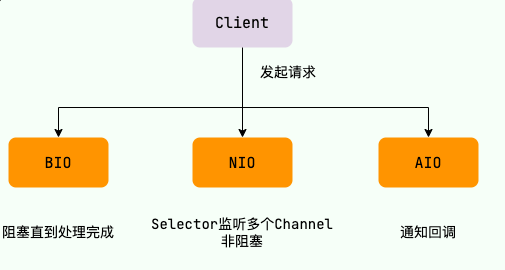 Client
发起请求
BIO
NIO
AIO
阻塞直到处理完成
Selector监听多个Channel
非阻塞
通知回调